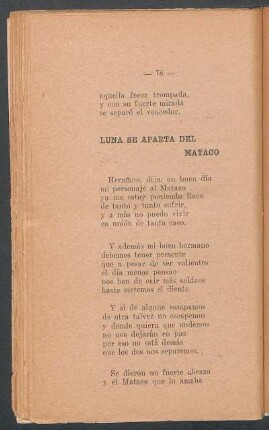 — 76 —
aquella feroz trompada,
y con su fuerte mirada
se separó el vencedor.
LUNA SE APARTA DEL
MATACO
Hermano, dijo, un buen día
mi personaje al Mataco
ya me estoy poniendo flaco
de tanto y tanto sufrir,
y a más no puedo vivir
en unión de tanto caco.
Y además mi buen hermano
debemos tener presente
que a pesar de ser valientes
el día menos pensao
nos han de cair más soldaos
hasta meternos el diente.
Y si de alguna escapamos
de otra talvez no escapemos
y donde quiera que andemos
no nos dejarán en paz
por eso no está demás
que los dos nos separemos.
Se dieron un fuerte abrazo
y el Mataco que lo amaba